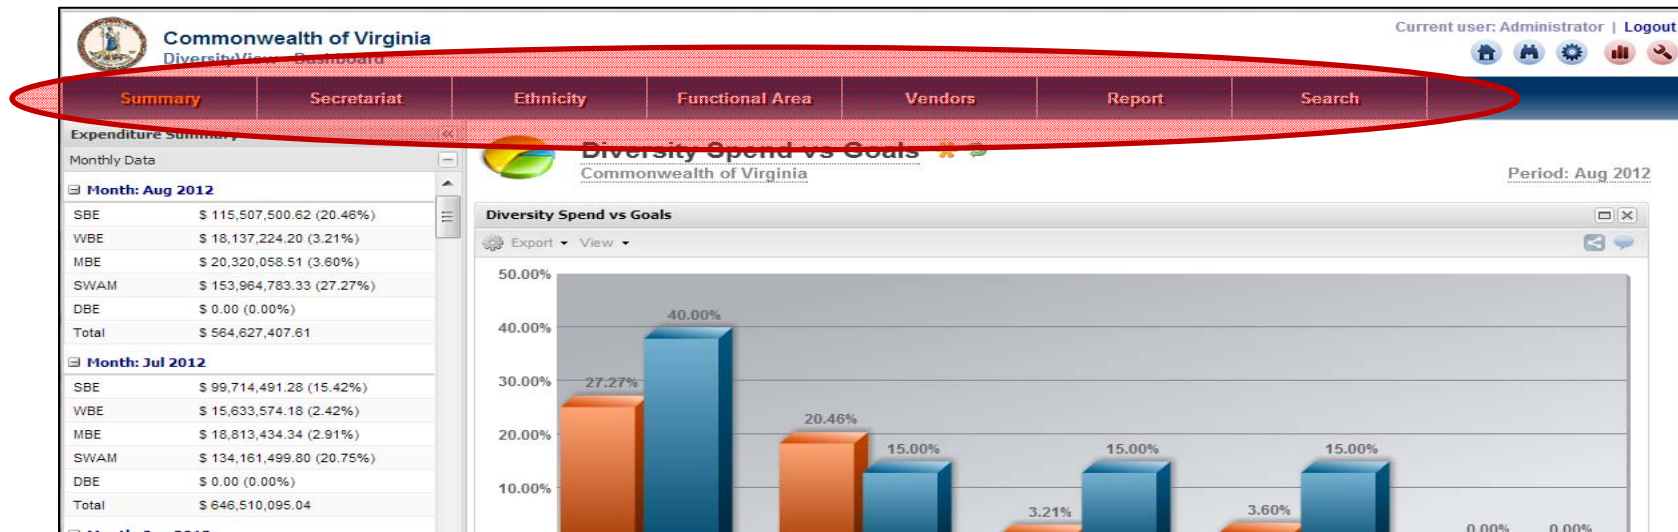 Current user: Administrator | Logout
Commonwealth of Virginia
DiversityView - Dashboard
Summary Secretariat Ethnicity Functional Area Vendors Report Search
Expenditure Summary
Monthly Data
Month: Aug 2012
SBE $ 115,507,500.62 (20.46%)
WBE $ 18,137,224.20 (3.21%)
MBE $ 20,320,058.51 (3.60%)
SWAM $ 153,964,783.33 (27.27%)
DBE $ 0.00 (0.00%)
Total $ 564,627,407.61
Month: Jul 2012
SBE $ 99,714,491.28 (15.42%)
WBE $ 15,633,574.18 (2.42%)
MBE $ 18,813,434.34 (2.91%)
SWAM $ 134,161,499.80 (20.75%)
DBE $ 0.00 (0.00%)
Total $ 646,510,095.04
Diversity Spend vs Goals
Commonwealth of Virginia
Period: Aug 2012
Diversity Spend vs Goals
Export View
50.00%
40.00%
30.00%
20.00%
10.00%
27.27% 40.00%
20.46% 15.00%
3.21% 15.00%
3.60% 15.00%
0.00% 0.00%